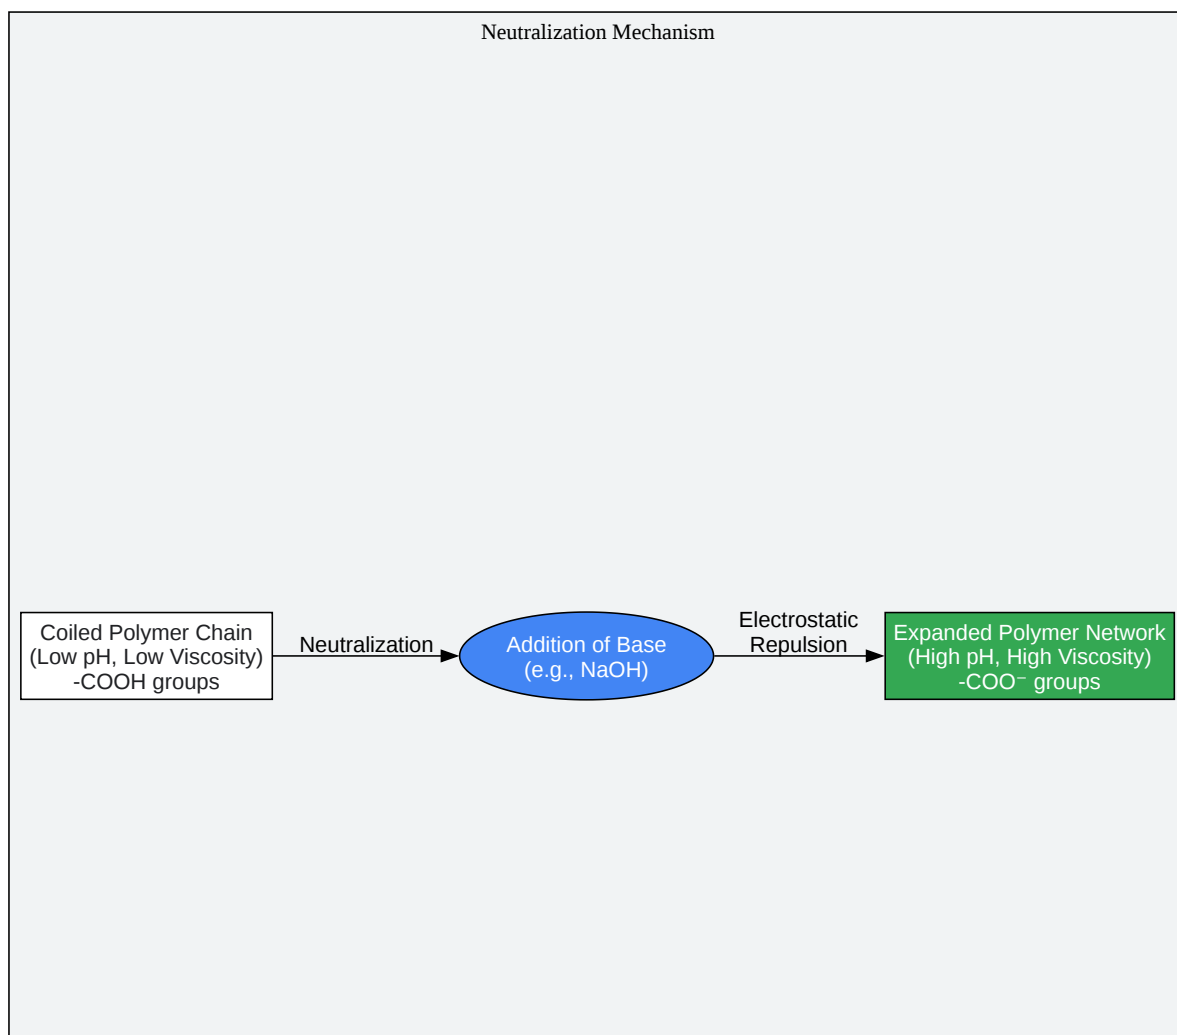 Neutralization Mechanism
Coiled Polymer Chain
(Low pH, Low Viscosity)
-COOH groups
Neutralization
Addition of Base
(e.g., NaOH)
Electrostatic
Repulsion
Expanded Polymer Network
(High pH, High Viscosity)
-COO⁻ groups